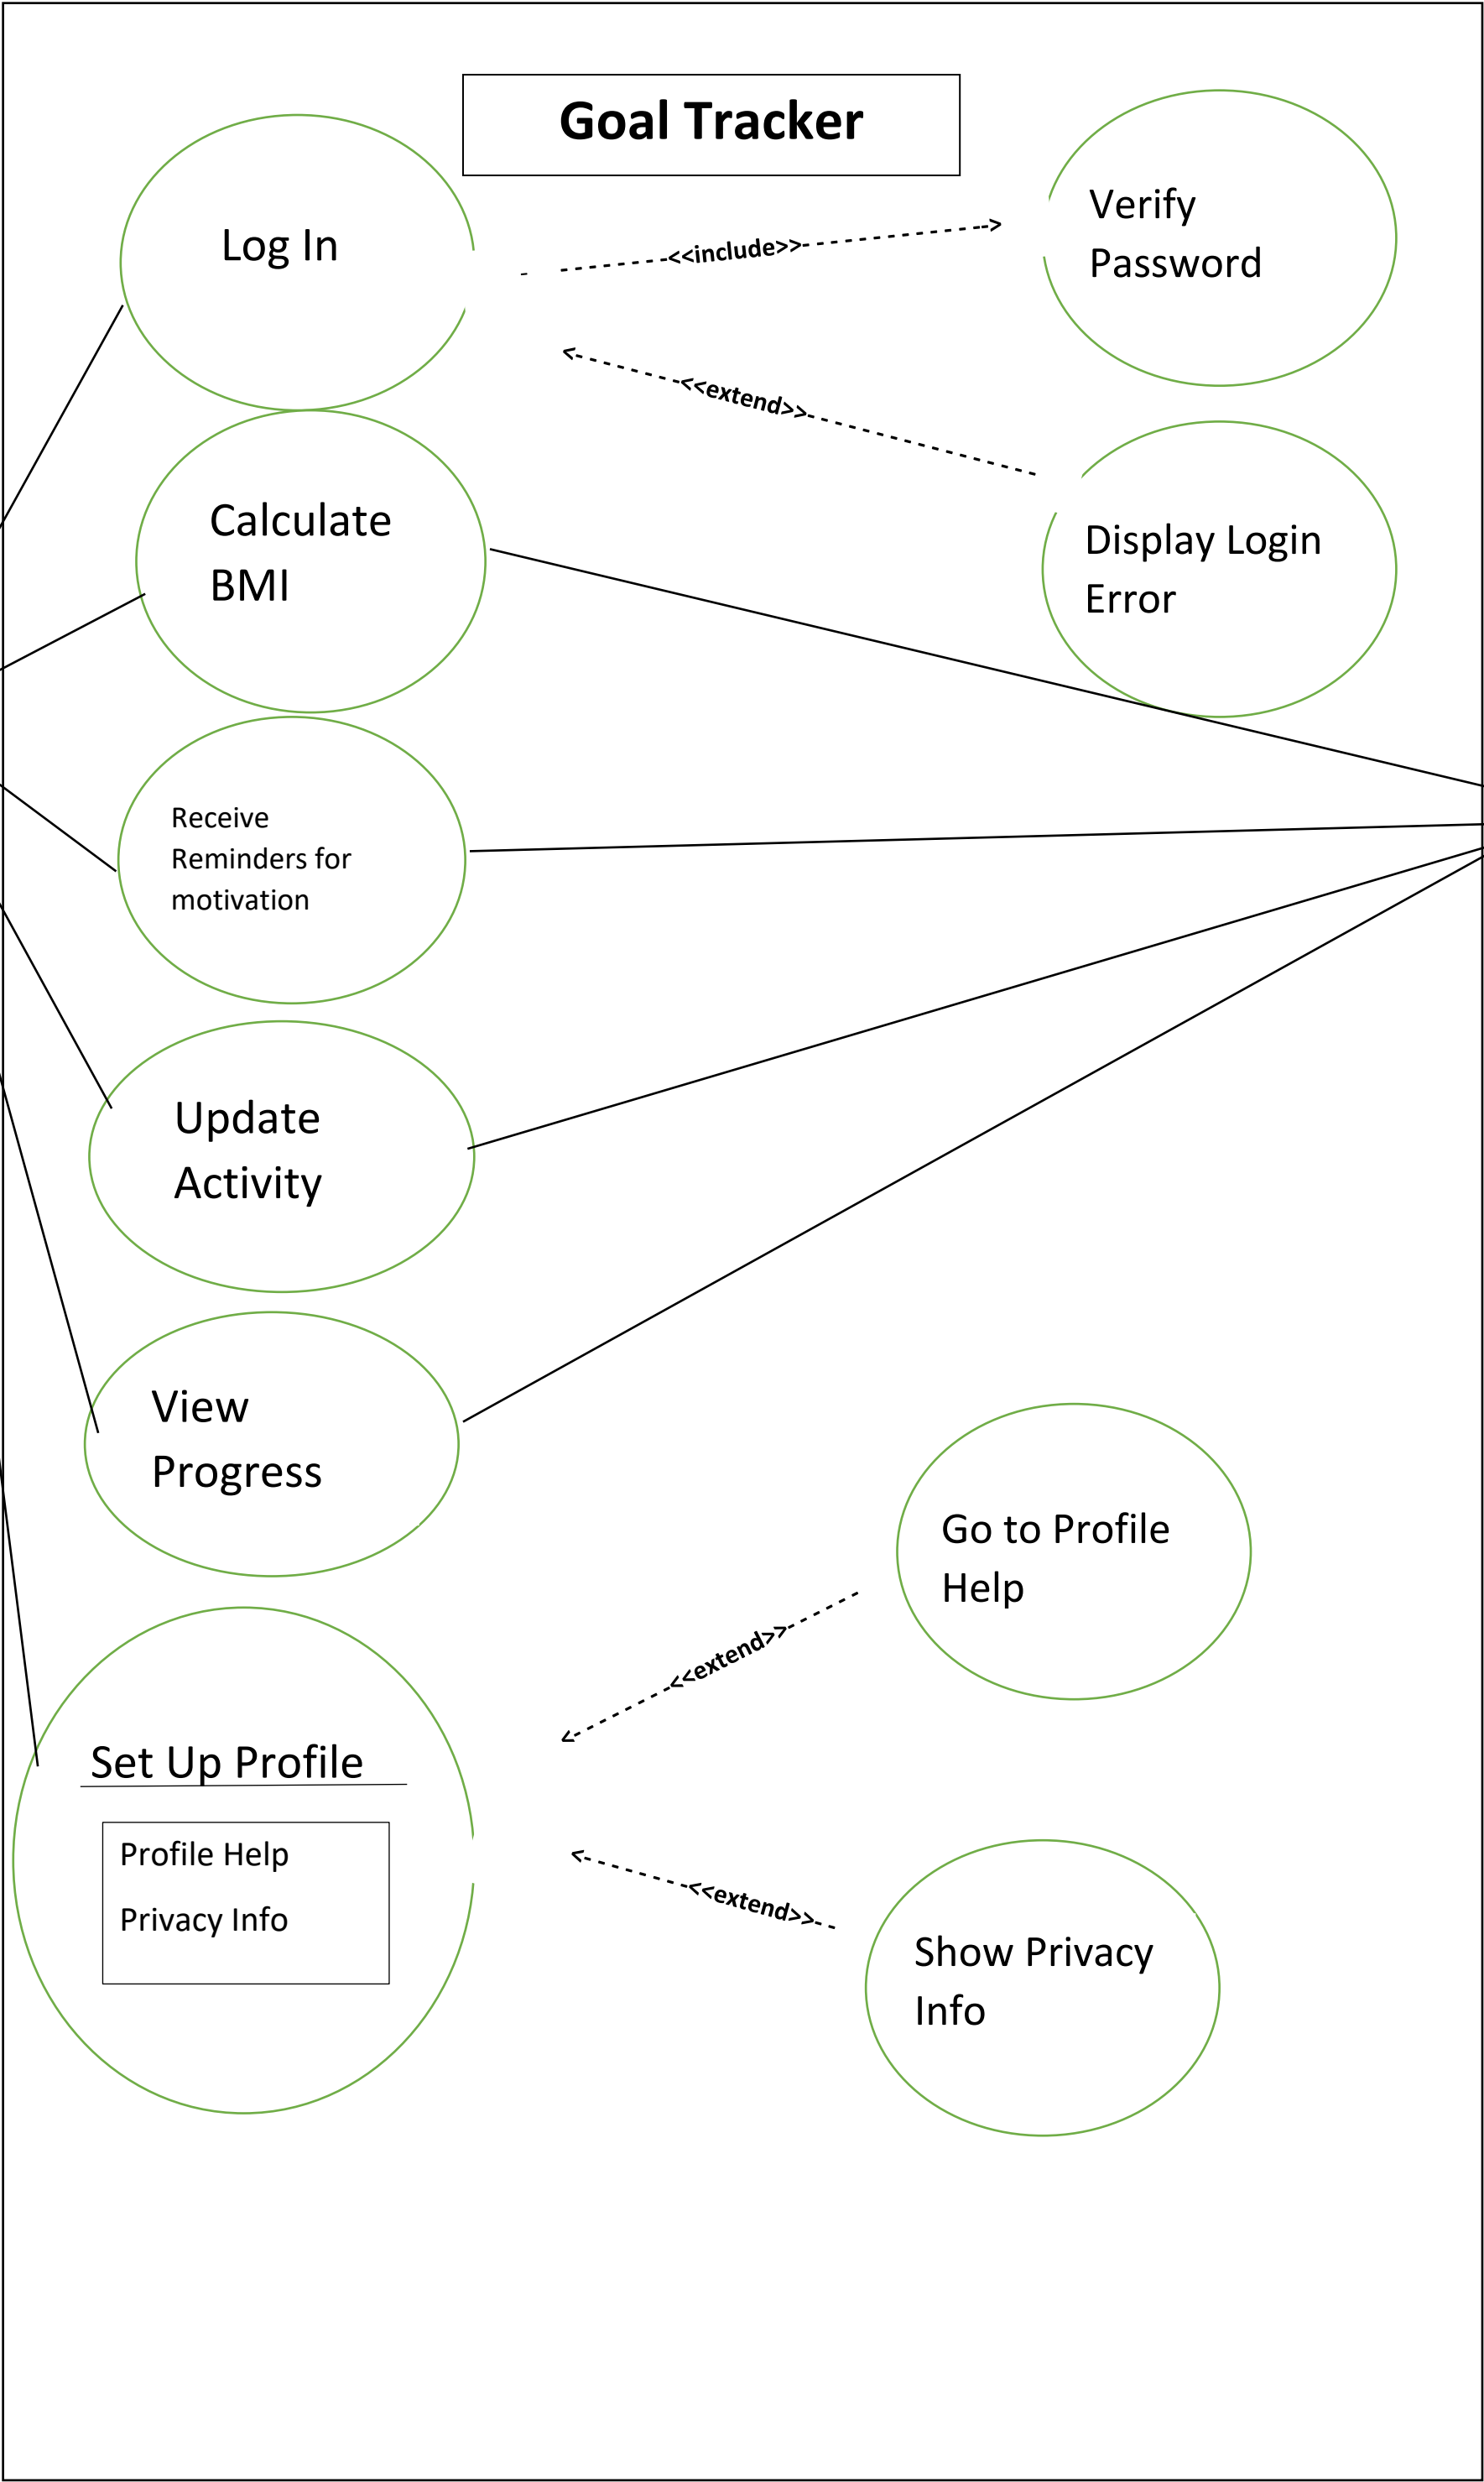 Goal Tracker
Log In
<<include>>
Verify
Password
<<extend>>
Display Login
Error
Calculate
BMI
Receive
Reminders for
motivation
Update
Activity
View
Progress
Go to Profile
Help
<<extend>>
Set Up Profile
Profile Help
Privacy Info
<<extend>>
Show Privacy
Info